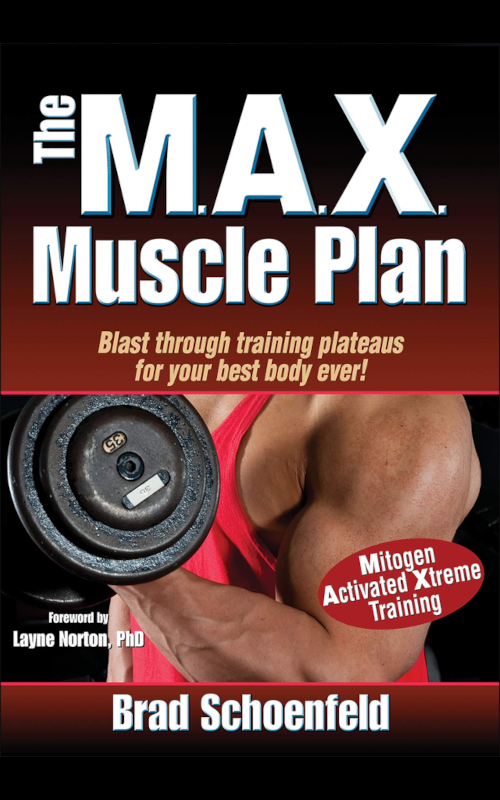 The
M.A.X.
Muscle Plan
Blast through training plateaus
for your best body ever!
35
Mitogen
Activated Xtreme
Training
Foreword by
Layne Norton, PhD
Brad Schoenfeld